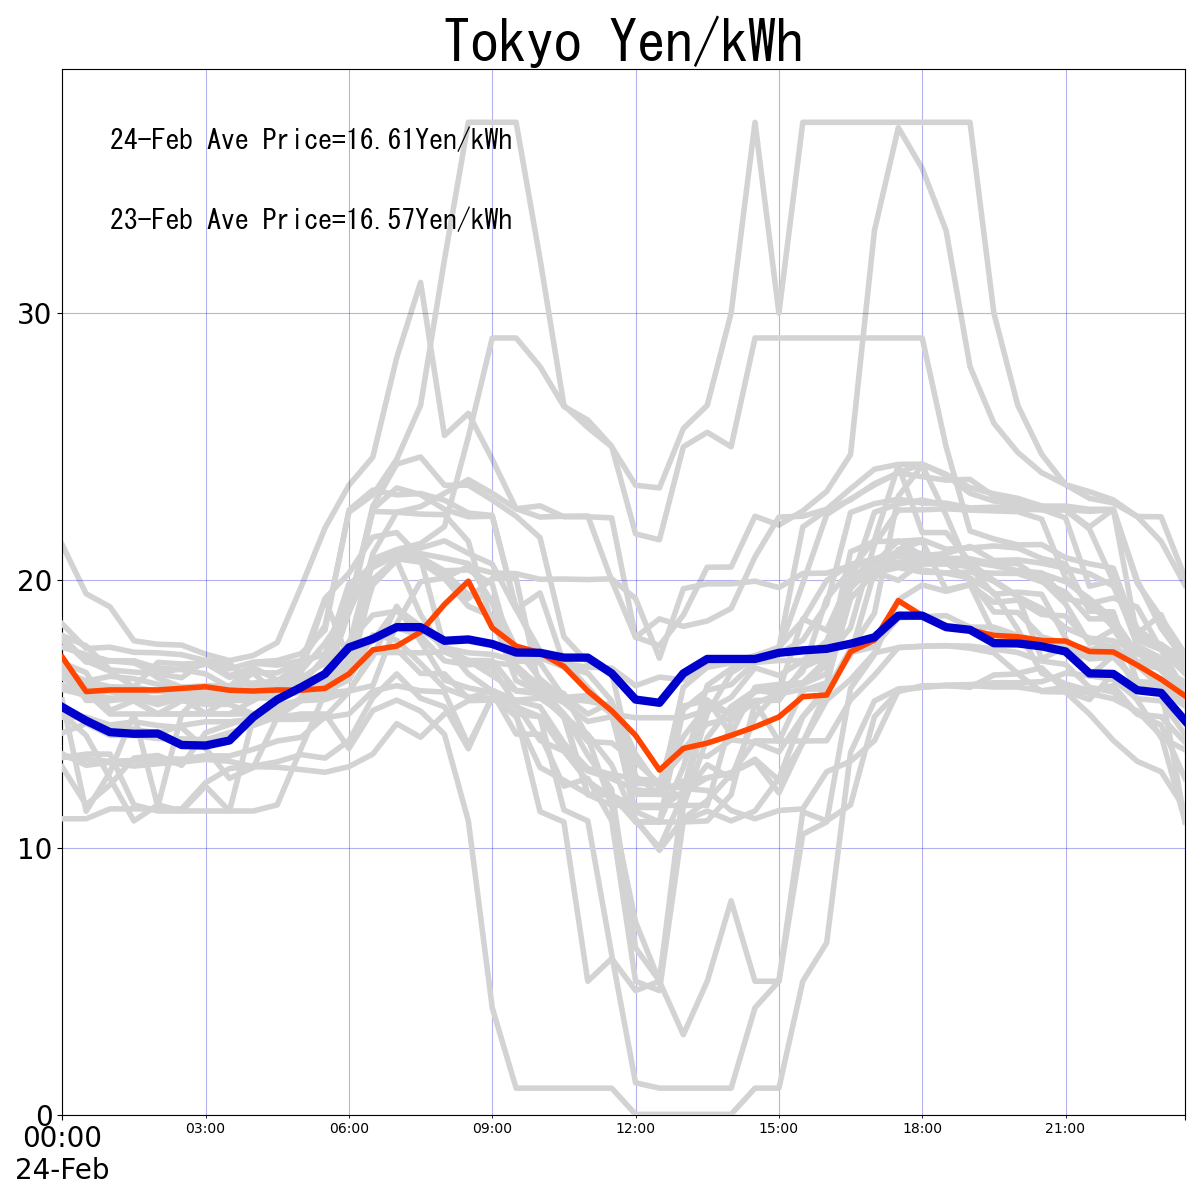 Tokyo Yen/kWh
24-Feb Ave Price=16.61Yen/kWh
23-Feb Ave Price=16.57Yen/kWh
30
20
10
0
00:00 03:00 06:00 09:00 12:00 15:00 18:00 21:00
24-Feb